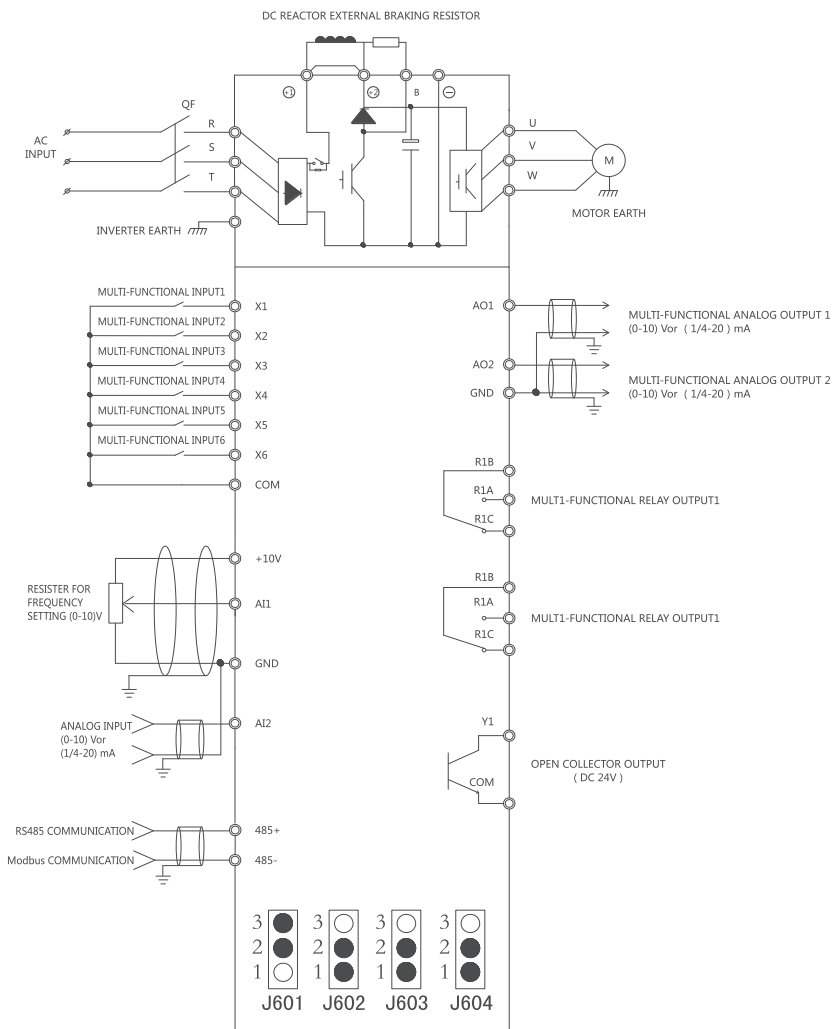 DC REACTOR EXTERNAL BRAKING RESISTOR
+1
+2
B
−
QF
R
S
T
AC
INPUT
INVERTER EARTH
U
V
W
M
MOTOR EARTH
MULTI-FUNCTIONAL INPUT1
X1
MULTI-FUNCTIONAL INPUT2
X2
MULTI-FUNCTIONAL INPUT3
X3
MULTI-FUNCTIONAL INPUT4
X4
MULTI-FUNCTIONAL INPUT5
X5
MULTI-FUNCTIONAL INPUT6
X6
COM
AO1
MULTI-FUNCTIONAL ANALOG OUTPUT 1
(0-10) Vor ( 1/4-20 ) mA
AO2
GND
MULTI-FUNCTIONAL ANALOG OUTPUT 2
(0-10) Vor ( 1/4-20 ) mA
R1B
R1A
R1C
MULT1-FUNCTIONAL RELAY OUTPUT1
+10V
RESISTER FOR
FREQUENCY
SETTING (0-10)V
AI1
GND
R1B
R1A
R1C
MULT1-FUNCTIONAL RELAY OUTPUT1
ANALOG INPUT
(0-10) Vor
(1/4-20) mA
AI2
Y1
COM
OPEN COLLECTOR OUTPUT
( DC 24V )
RS485 COMMUNICATION
485+
Modbus COMMUNICATION
485-
3 3 3 3
2 2 2 2
1 1 1 1
J601 J602 J603 J604